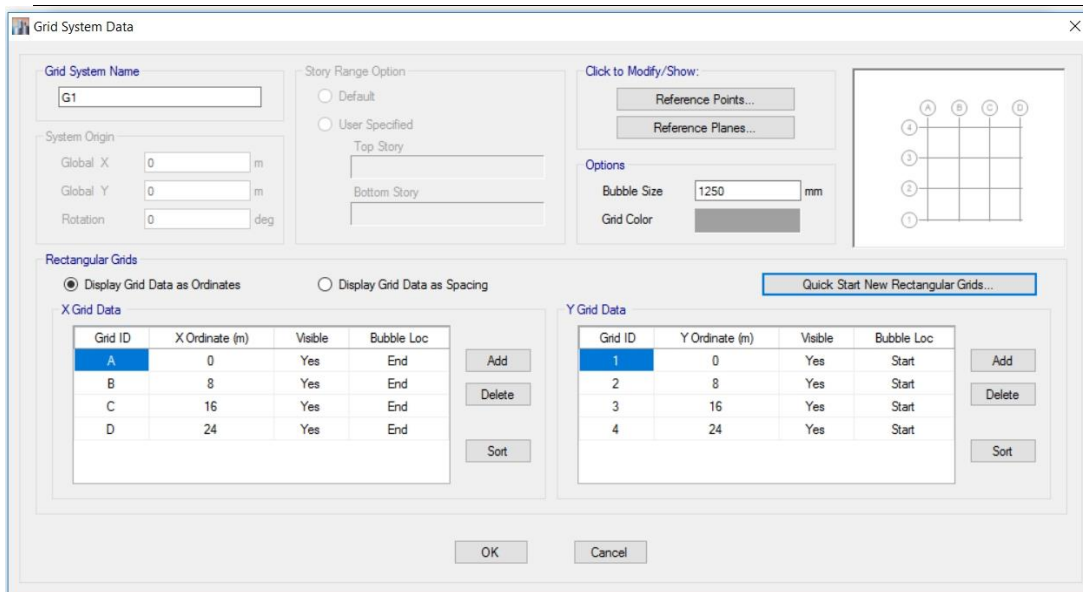 Grid System Data
Grid System Name
G1
System Origin
Global X 0 m
Global Y 0 m
Rotation 0 deg
Story Range Option
Default
User Specified
Top Story
Bottom Story
Click to Modify/Show:
Reference Points...
Reference Planes...
Options
Bubble Size 1250 mm
Grid Color
A B C D
4
3
2
1
Rectangular Grids
Display Grid Data as Ordinates Display Grid Data as Spacing Quick Start New Rectangular Grids...
X Grid Data
Grid ID X Ordinate (m) Visible Bubble Loc
A 0 Yes End
B 8 Yes End
C 16 Yes End
D 24 Yes End
Add
Delete
Sort
Y Grid Data
Grid ID Y Ordinate (m) Visible Bubble Loc
1 0 Yes Start
2 8 Yes Start
3 16 Yes Start
4 24 Yes Start
Add
Delete
Sort
OK Cancel